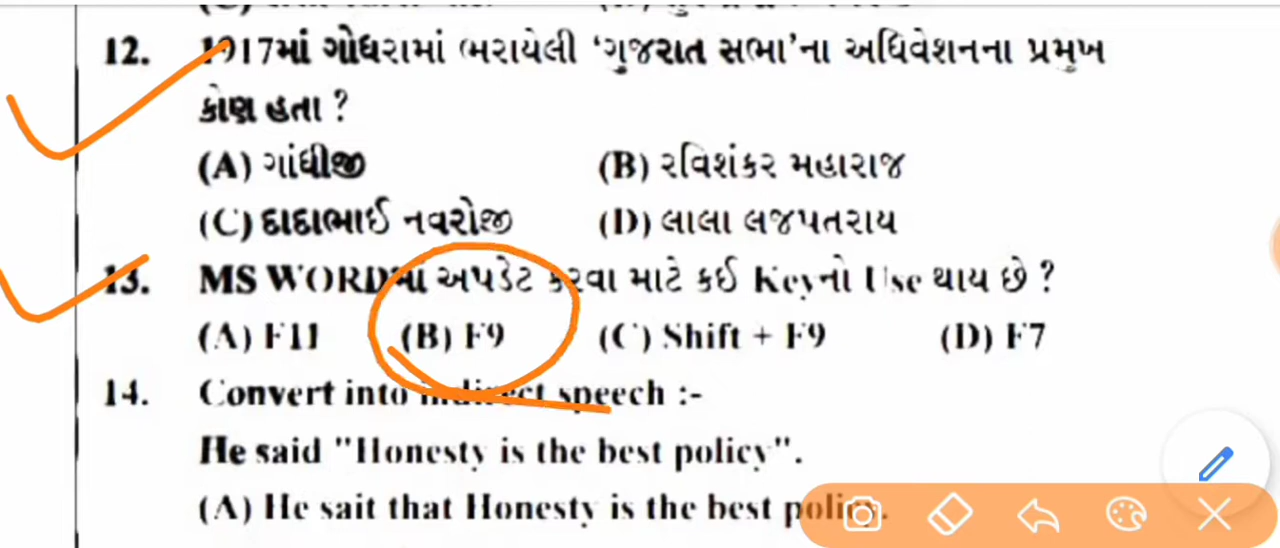 12. 1917માં ગોધરામાં ભરાયેલી ‘ગુજરાત સભા’ના અધિવેશનના પ્રમુખ
કોણ હતા ?
(A) ગાંધીજી (B) રવિશંકર મહારાજ
(C) દાદાભાઈ નવરોજી (D) લાલા લજપતરાય
13. MS WORDમાં અપડેટ કરવા માટે કઈ Keyનો Use થાય છે ?
(A) F11 (B) F9 (C) Shift + F9 (D) F7
14. Convert into indirect speech :-
He said "Honesty is the best policy".
(A) He sait that Honesty is the best policy.